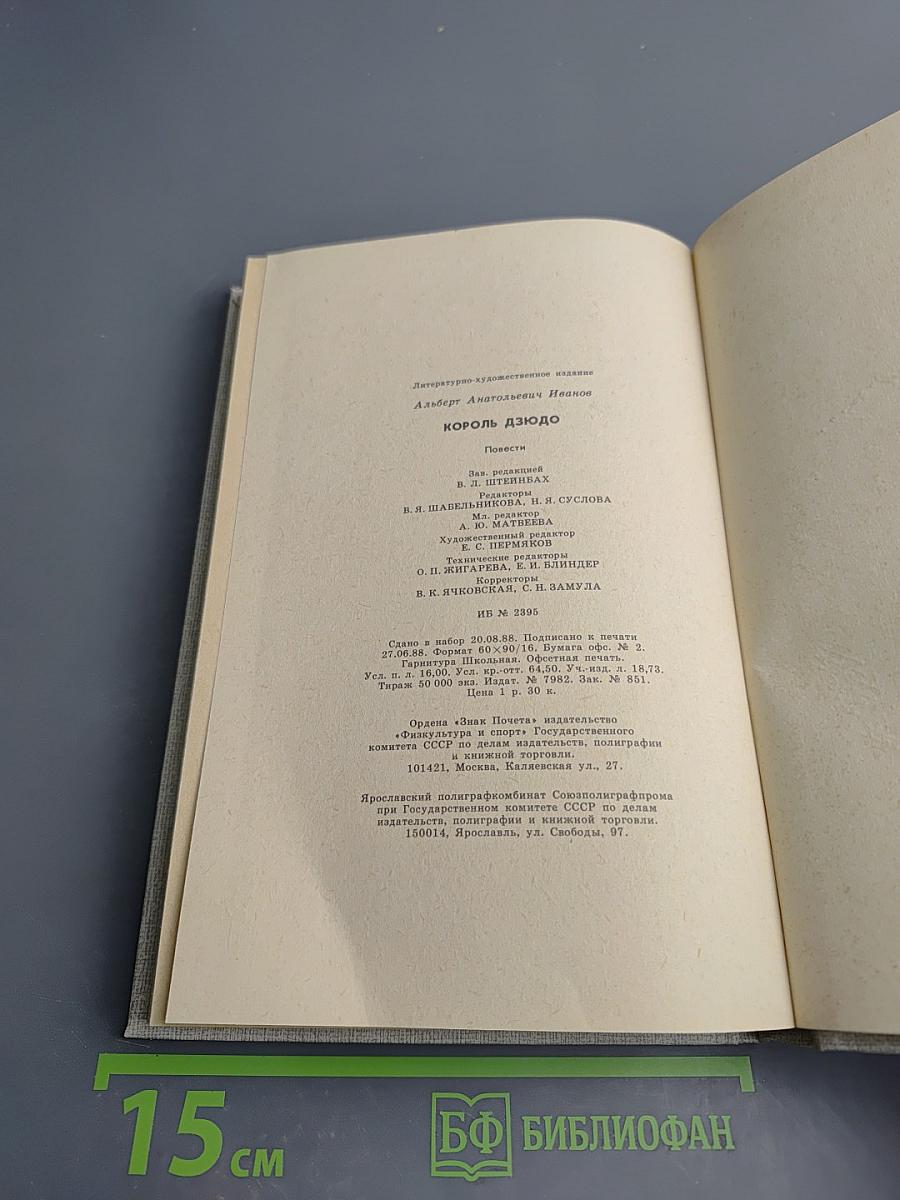 Литературно-художественное издание
Альберт Анатольевич Иванов
КОРОЛЬ ДЗЮДО
Повести
Зав. редакцией
В. Л. ШТЕЙНБАХ
Редакторы
В. Я. ШАБЕЛЬНИКОВА, Н. Я. СУСЛОВА
Мл. редактор
А. Ю. МАТВЕЕВА
Художественный редактор
Е. С. ПЕРМЯКОВ
Технические редакторы
О. П. ЖИГАРЕВА, Е. И. БЛИНДЕР
Корректоры
В. К. ЯЧКОВСКАЯ, С. Н. ЗАМУЛА
ИБ № 2395
Сдано в набор 20.08.88. Подписано к печати
27.06.88. Формат 60×90/16. Бумага офс. № 2.
Гарнитура Школьная. Офсетная печать.
Усл. п. л. 16,00. Усл. кр.-отт. 64,50. Уч.-изд. л. 18,73.
Тираж 50 000 экз. Издат. № 7982. Зак. № 851.
Цена 1 р. 30 к.
Ордена «Знак Почета» издательство
«Физкультура и спорт» Государственного
комитета СССР по делам издательств, полиграфии
и книжной торговли.
101421, Москва, Каляевская ул., 27.
Ярославский полиграфкомбинат Союзполиграфпрома
при Государственном комитете СССР по делам
издательств, полиграфии и книжной торговли.
150014, Ярославль, ул. Свободы, 97.
15 см
БФ БИБЛИОФАН